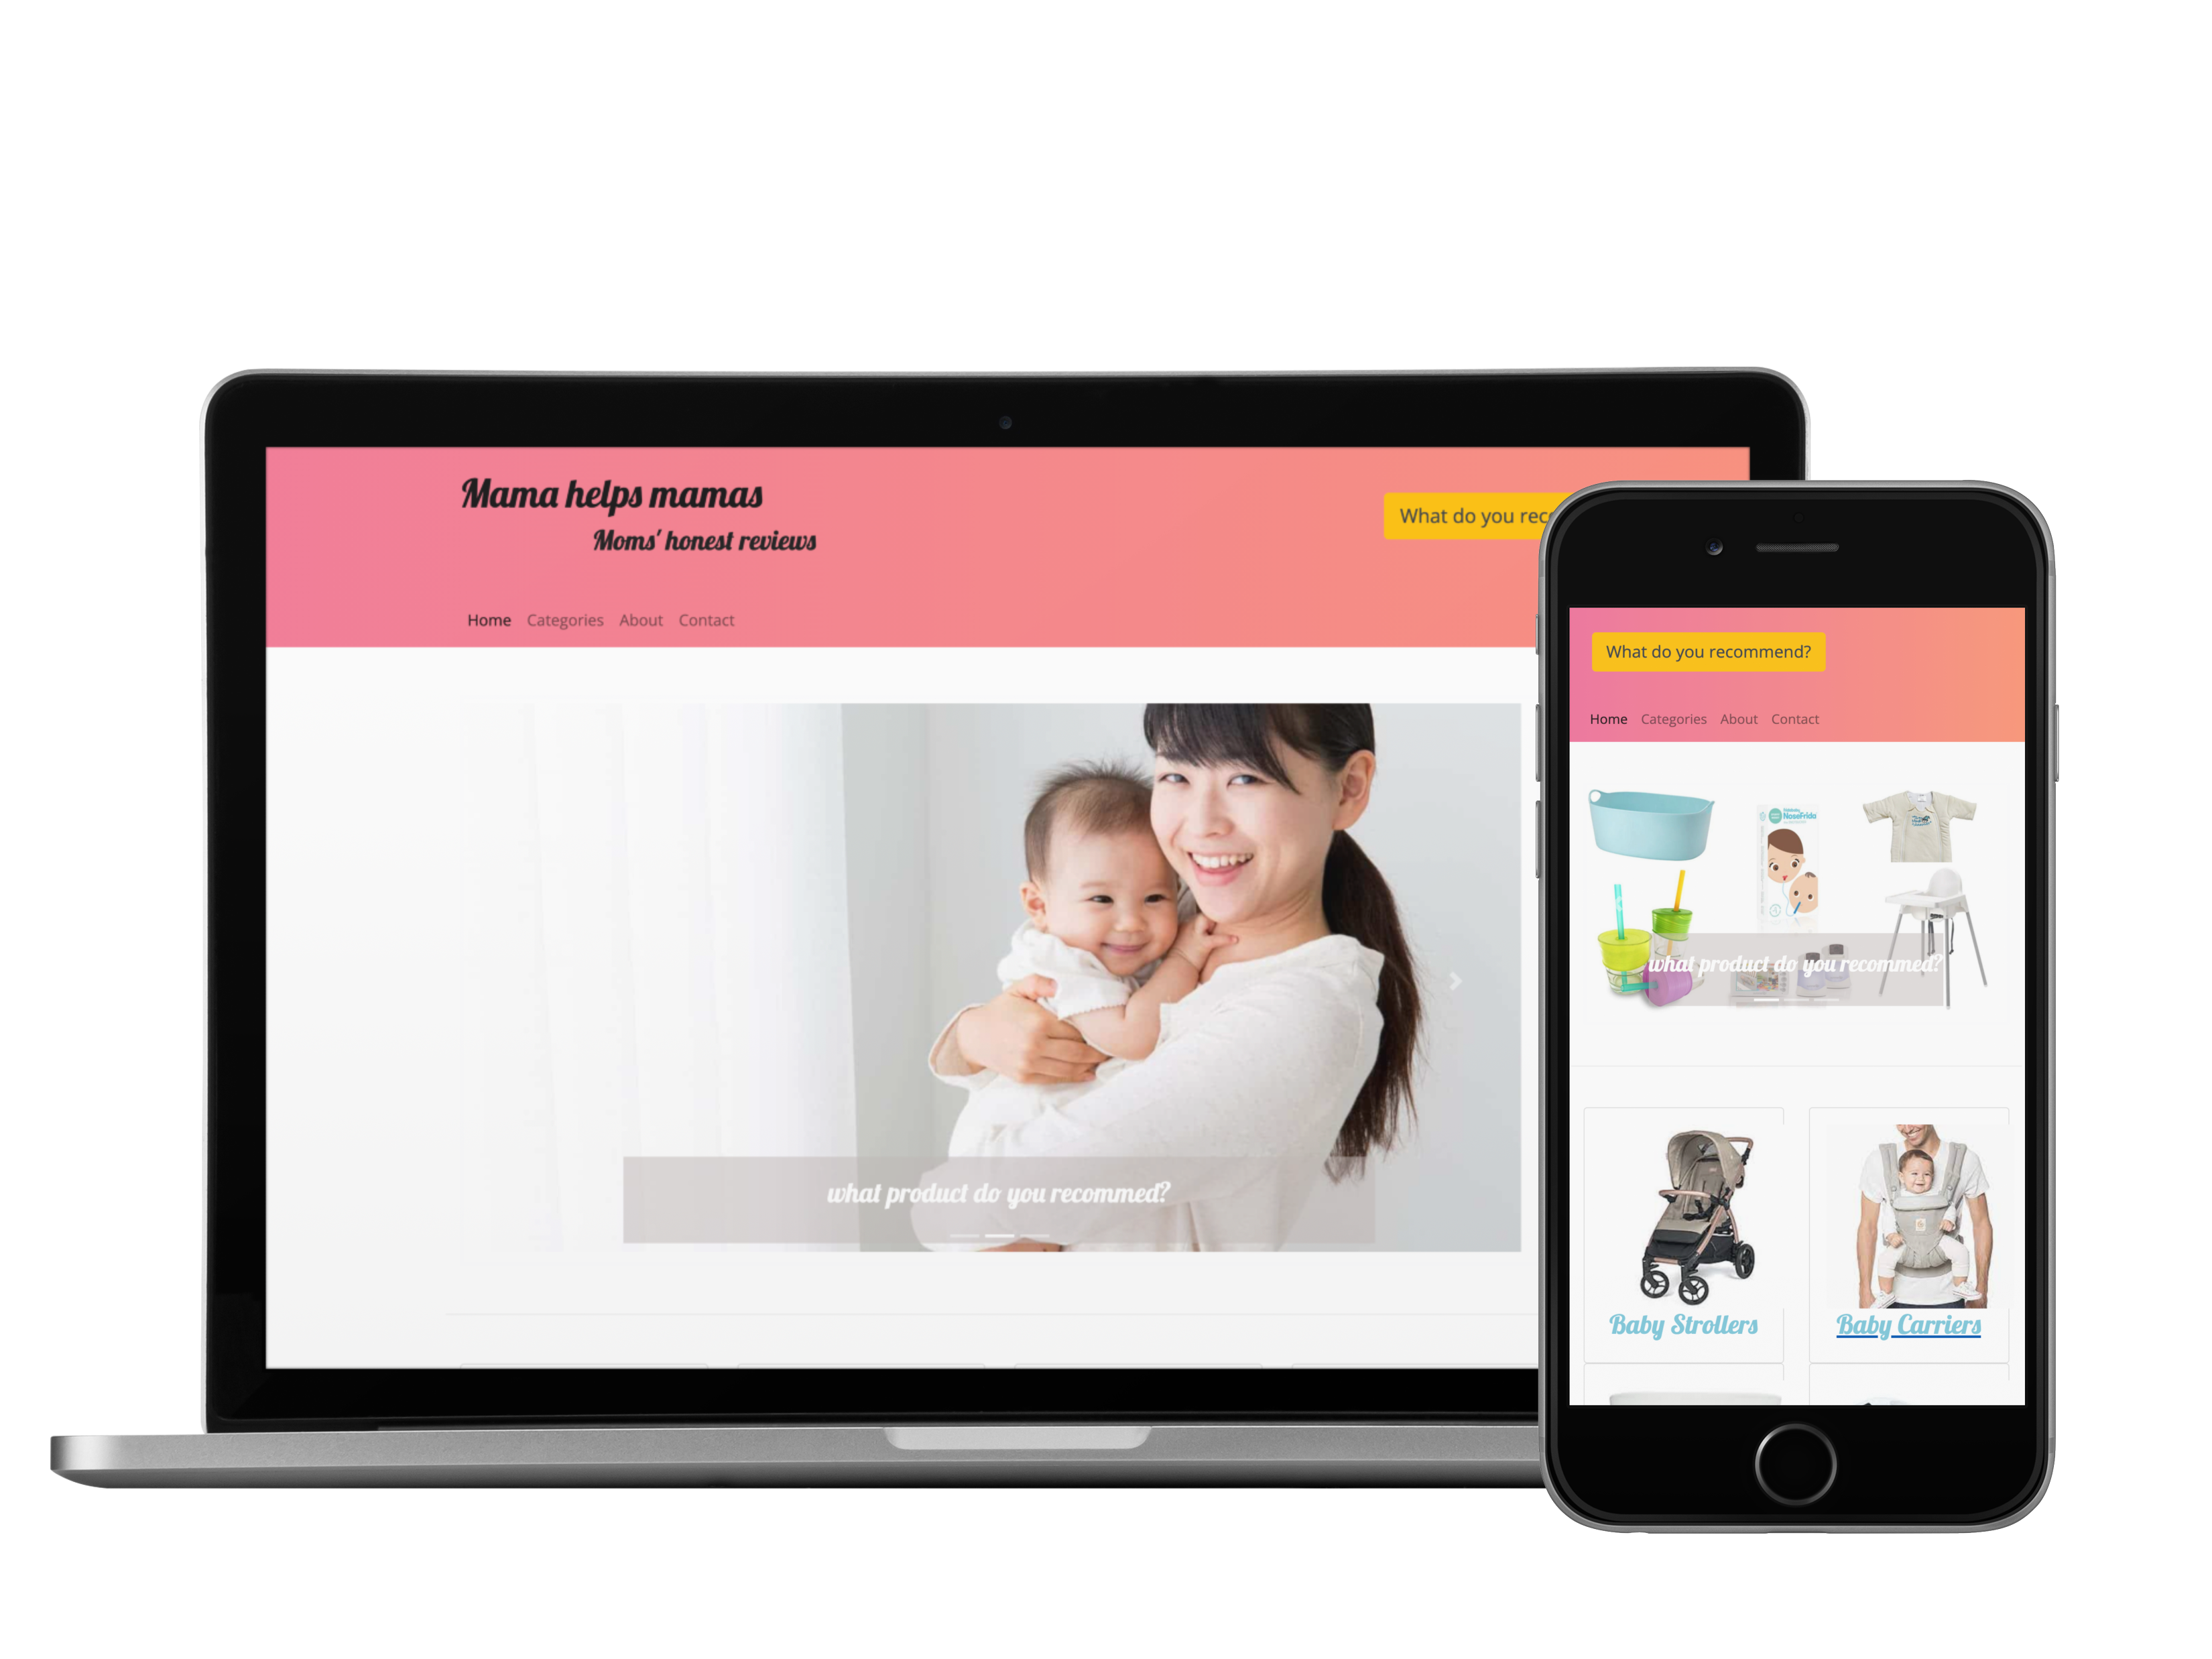 Mama helps mamas
Moms' honest reviews
What do you rec
Home Categories About Contact
what product do you recommed?
What do you recommend?
Home Categories About Contact
NoseFrida
what product do you recommed?
Baby Strollers
Baby Carriers